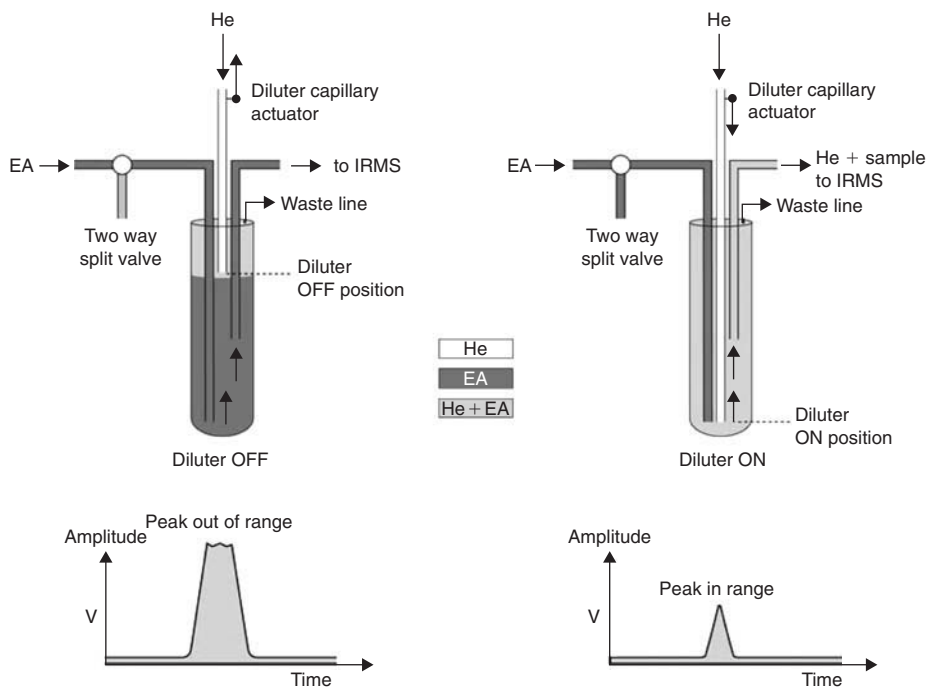 He
Diluter capillary
actuator
EA
to IRMS
Waste line
Two way
split valve
Diluter
OFF position
Diluter OFF
He
Diluter capillary
actuator
EA
He + sample
to IRMS
Waste line
Two way
split valve
Diluter
ON position
Diluter ON
He
EA
He + EA
Peak out of range
Amplitude
V
Time
Amplitude
Peak in range
V
Time